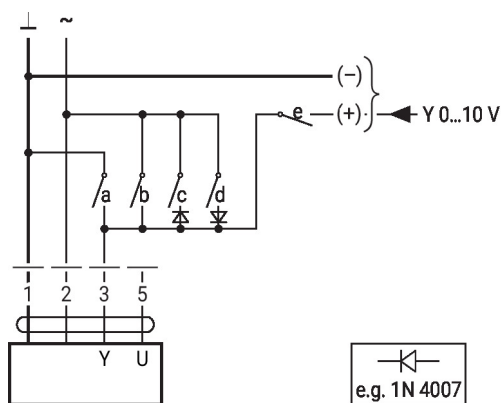 ⊥ ~
(−)
e (+) Y 0...10 V
a b c d
1 2 3 5
Y U
e.g. 1N 4007